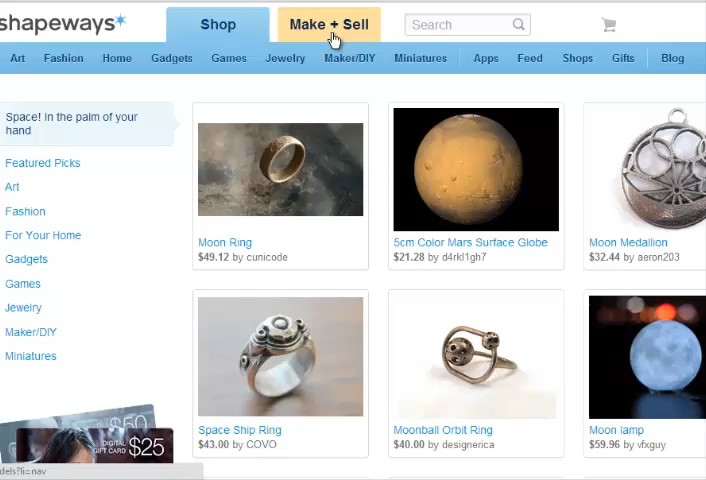 shapeways*
Shop
Make + Sell
Search
Art Fashion Home Gadgets Games Jewelry Maker/DIY Miniatures Apps Feed Shops Gifts Blog
Space! In the palm of your
hand
Featured Picks
Art
Fashion
For Your Home
Gadgets
Games
Jewelry
Maker/DIY
Miniatures
Moon Ring
$49.12 by cunicode
5cm Color Mars Surface Globe
$21.28 by d4rkl1gh7
Moon Medallion
$32.44 by aeron203
Space Ship Ring
$43.00 by COVO
Moonball Orbit Ring
$40.00 by designerica
Moon lamp
$59.96 by vfxguy
$50
DIGITAL
GIFT CARD $25
dels?li=nav